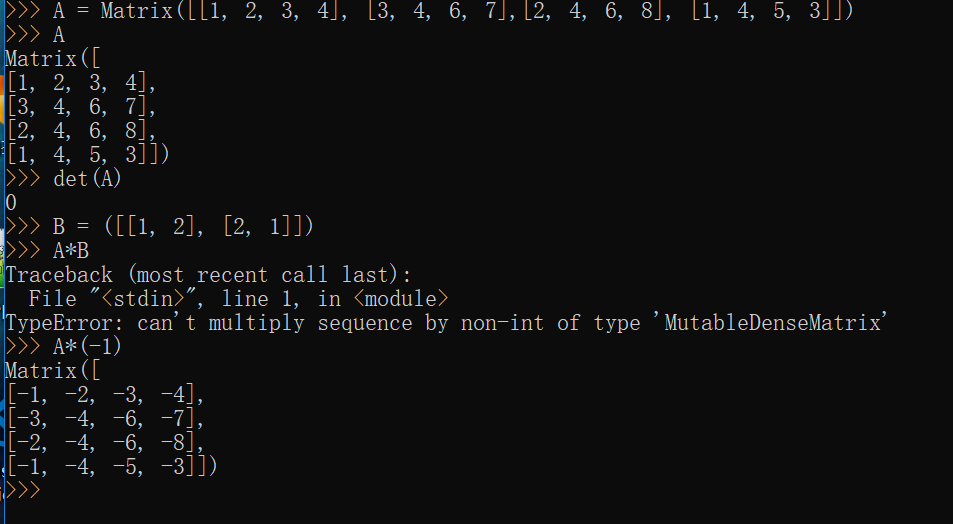 >>> A = Matrix([[1, 2, 3, 4], [3, 4, 6, 7],[2, 4, 6, 8], [1, 4, 5, 3]])
>>> A
Matrix([
[1, 2, 3, 4],
[3, 4, 6, 7],
[2, 4, 6, 8],
[1, 4, 5, 3]])
>>> det(A)
0
>>> B = ([[1, 2], [2, 1]])
>>> A*B
Traceback (most recent call last):
  File "<stdin>", line 1, in <module>
TypeError: can't multiply sequence by non-int of type 'MutableDenseMatrix'
>>> A*(-1)
Matrix([
[-1, -2, -3, -4],
[-3, -4, -6, -7],
[-2, -4, -6, -8],
[-1, -4, -5, -3]])
>>>